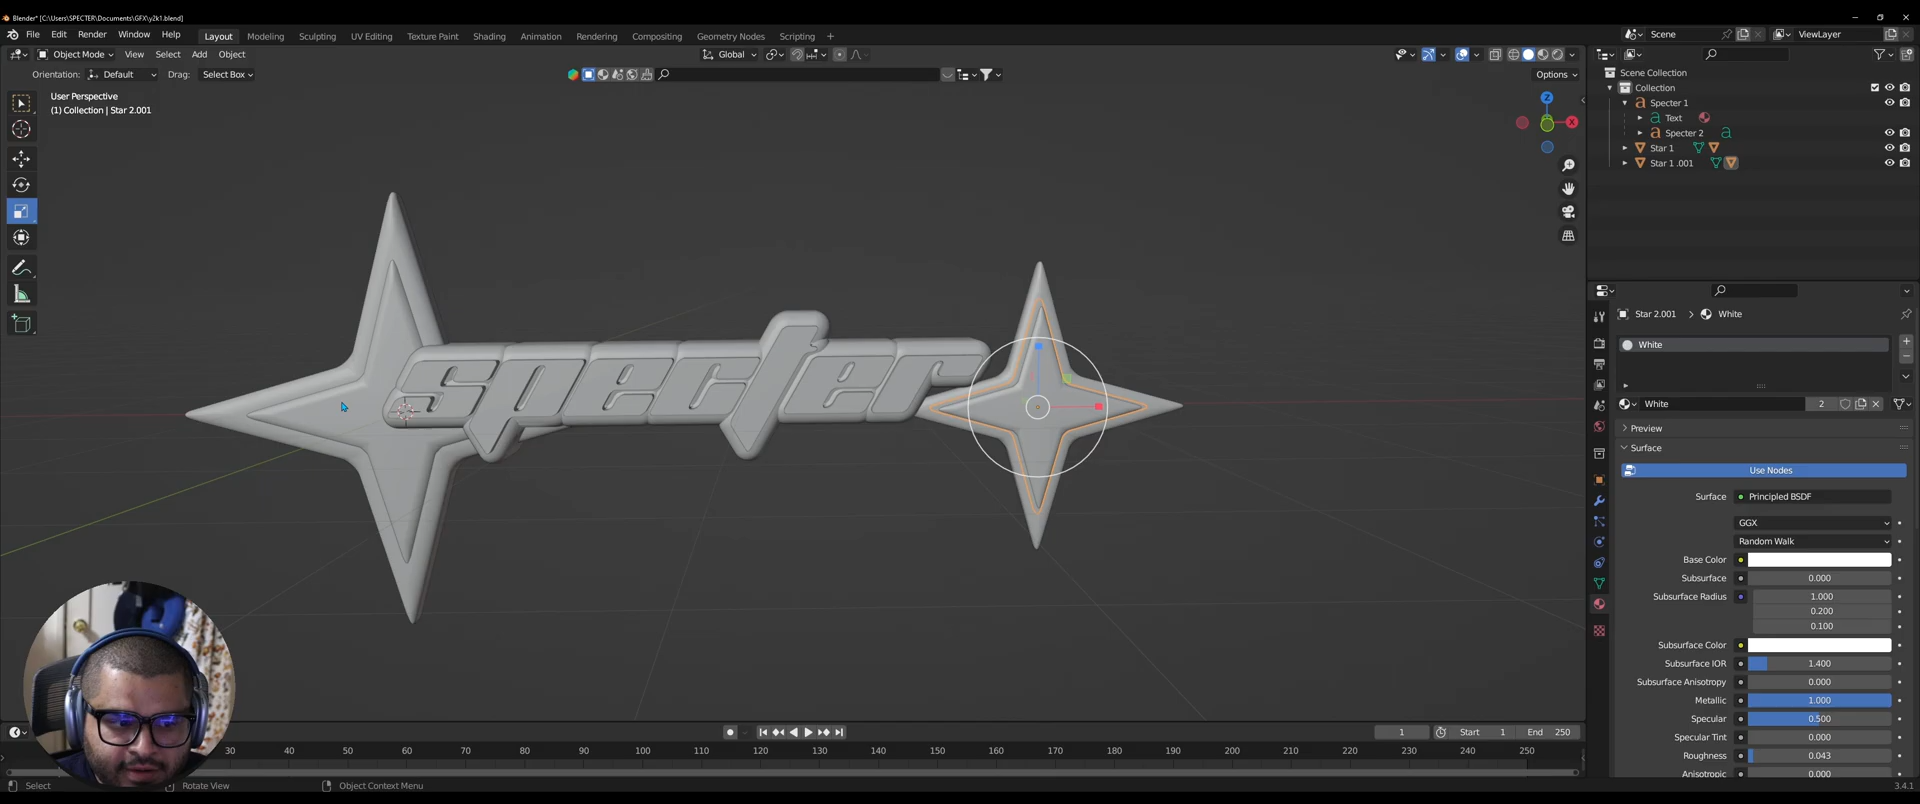 Blender* [C:\Users\SPECTER\Documents\GFX\y2k1.blend]
File Edit Render Window Help Layout Modeling Sculpting UV Editing Texture Paint Shading Animation Rendering Compositing Geometry Nodes Scripting + Scene ViewLayer
Object Mode View Select Add Object Global
Orientation: Default Drag: Select Box Options
User Perspective
(1) Collection | Star 2.001
Z
X
Scene Collection
Collection
Specter 1
Text
Specter 2
Star 1
Star 1 .001
specter
Star 2.001 > White
White
White 2
Preview
Surface
Use Nodes
Surface Principled BSDF
GGX
Random Walk
Base Color
Subsurface 0.000
Subsurface Radius 1.000
0.200
0.100
Subsurface Color
Subsurface IOR 1.400
Subsurface Anisotropy 0.000
Metallic 1.000
Specular 0.500
Specular Tint 0.000
Roughness 0.043
Anisotropic 0.000
1 Start 1 End 250
30 40 50 60 70 80 90 100 110 120 130 140 150 160 170 180 190 200 210 220 230 240 250
Select Rotate View Object Context Menu 3.4.1